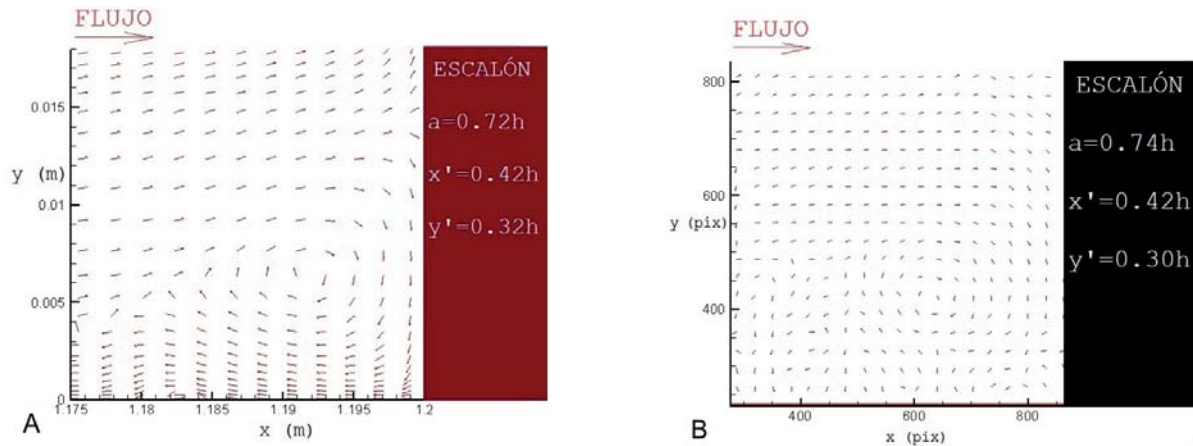 FLUJO
0.015
y (m)
0.01
0.005
0
1.175
1.18
1.185
1.19
1.195
1.2
x (m)
ESCALÓN
a=0.72h
x'=0.42h
y'=0.32h
A
FLUJO
800
600
y (pix)
400
400
600
800
x (pix)
ESCALÓN
a=0.74h
x'=0.42h
y'=0.30h
B